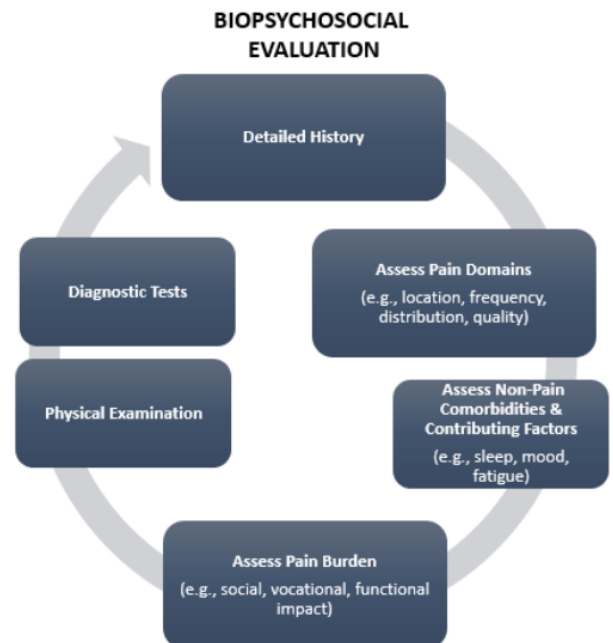 BIOPSYCHOSOCIAL
EVALUATION
Detailed History
Assess Pain Domains
(e.g., location, frequency,
distribution, quality)
Assess Non-Pain
Comorbidities &
Contributing Factors
(e.g., sleep, mood,
fatigue)
Assess Pain Burden
(e.g., social, vocational, functional
impact)
Physical Examination
Diagnostic Tests